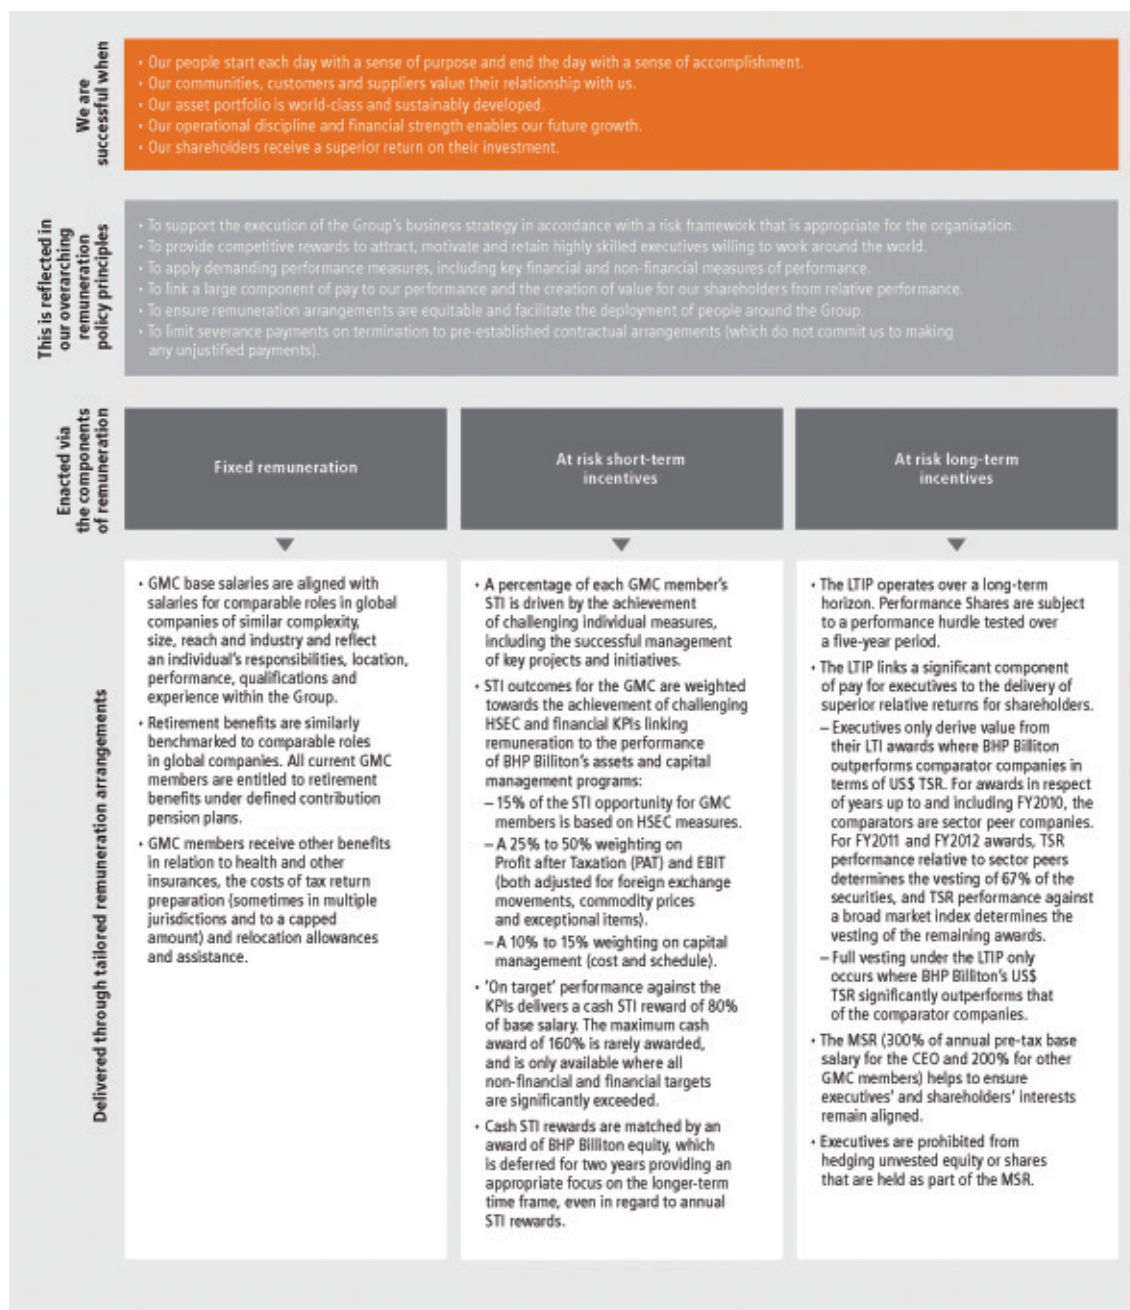 We are
successful when
• Our people start each day with a sense of purpose and end the day with a sense of accomplishment.
• Our communities, customers and suppliers value their relationship with us.
• Our asset portfolio is world-class and sustainably developed.
• Our operational discipline and financial strength enables our future growth.
• Our shareholders receive a superior return on their investment.
This is reflected in
our overarching
remuneration
policy principles
• To support the execution of the Group's business strategy in accordance with a risk framework that is appropriate for the organisation.
• To provide competitive rewards to attract, motivate and retain highly skilled executives willing to work around the world.
• To apply demanding performance measures, including key financial and non-financial measures of performance.
• To link a large component of pay to our performance and the creation of value for our shareholders from relative performance.
• To ensure remuneration arrangements are equitable and facilitate the deployment of people around the Group.
• To limit severance payments on termination to pre-established contractual arrangements (which do not commit us to making
any unjustified payments).
Enacted via
the components
of remuneration
Fixed remuneration
At risk short-term
incentives
At risk long-term
incentives
Delivered through tailored remuneration arrangements
• GMC base salaries are aligned with
salaries for comparable roles in global
companies of similar complexity,
size, reach and industry and reflect
an individual's responsibilities, location,
performance, qualifications and
experience within the Group.
• Retirement benefits are similarly
benchmarked to comparable roles
in global companies. All current GMC
members are entitled to retirement
benefits under defined contribution
pension plans.
• GMC members receive other benefits
in relation to health and other
insurances, the costs of tax return
preparation (sometimes in multiple
jurisdictions and to a capped
amount) and relocation allowances
and assistance.
• A percentage of each GMC member's
STI is driven by the achievement
of challenging individual measures,
including the successful management
of key projects and initiatives.
• STI outcomes for the GMC are weighted
towards the achievement of challenging
HSEC and financial KPIs linking
remuneration to the performance
of BHP Billiton's assets and capital
management programs:
– 15% of the STI opportunity for GMC
members is based on HSEC measures.
– A 25% to 50% weighting on
Profit after Taxation (PAT) and EBIT
(both adjusted for foreign exchange
movements, commodity prices
and exceptional items).
– A 10% to 15% weighting on capital
management (cost and schedule).
• 'On target' performance against the
KPIs delivers a cash STI reward of 80%
of base salary. The maximum cash
award of 160% is rarely awarded,
and is only available where all
non-financial and financial targets
are significantly exceeded.
• Cash STI rewards are matched by an
award of BHP Billiton equity, which
is deferred for two years providing an
appropriate focus on the longer-term
time frame, even in regard to annual
STI rewards.
• The LTIP operates over a long-term
horizon. Performance Shares are subject
to a performance hurdle tested over
a five-year period.
• The LTIP links a significant component
of pay for executives to the delivery of
superior relative returns for shareholders.
– Executives only derive value from
their LTI awards where BHP Billiton
outperforms comparator companies in
terms of US$ TSR. For awards in respect
of years up to and including FY2010, the
comparators are sector peer companies.
For FY2011 and FY2012 awards, TSR
performance relative to sector peers
determines the vesting of 67% of the
securities, and TSR performance against
a broad market index determines the
vesting of the remaining awards.
– Full vesting under the LTIP only
occurs where BHP Billiton's US$
TSR significantly outperforms that
of the comparator companies.
• The MSR (300% of annual pre-tax base
salary for the CEO and 200% for other
GMC members) helps to ensure
executives' and shareholders' interests
remain aligned.
• Executives are prohibited from
hedging unvested equity or shares
that are held as part of the MSR.